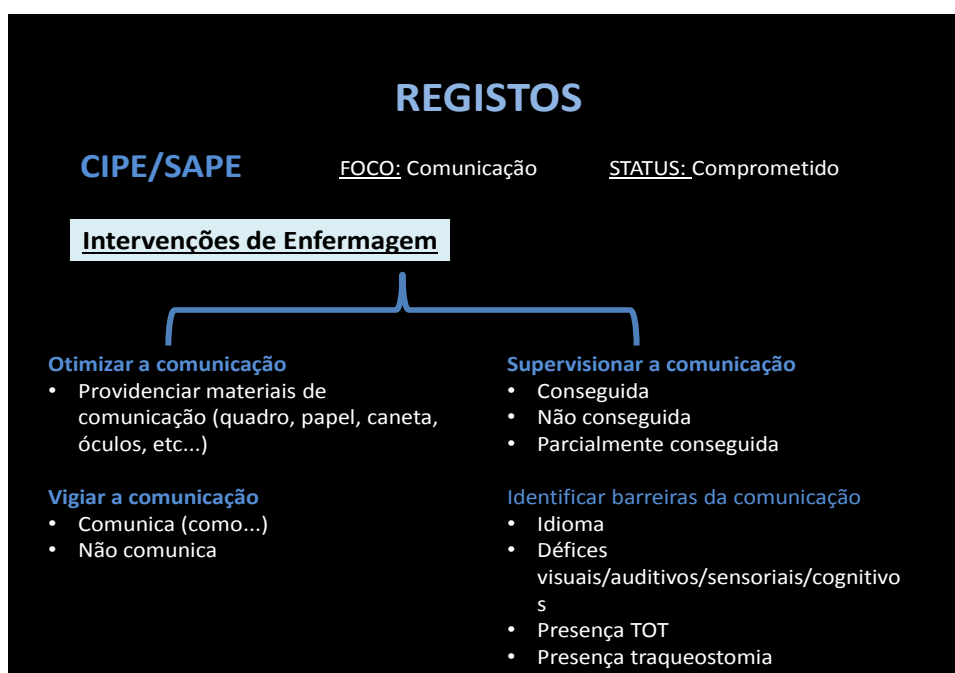 REGISTOS
CIPE/SAPE
FOCO: Comunicação
STATUS: Comprometido
Intervenções de Enfermagem
Otimizar a comunicação
• Providenciar materiais de
comunicação (quadro, papel, caneta,
óculos, etc...)
Vigiar a comunicação
• Comunica (como...)
• Não comunica
Supervisionar a comunicação
• Conseguida
• Não conseguida
• Parcialmente conseguida
Identificar barreiras da comunicação
• Idioma
• Défices
visuais/auditivos/sensoriais/cognitivo
s
• Presença TOT
• Presença traqueostomia